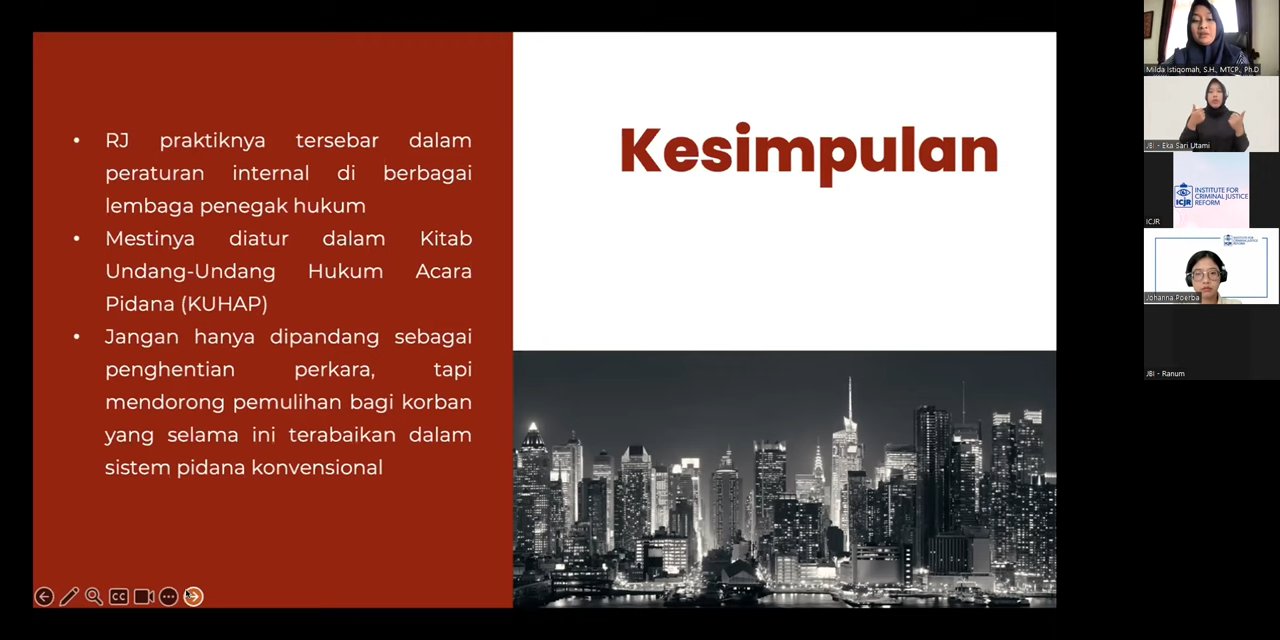 • RJ praktiknya tersebar dalam
peraturan internal di berbagai
lembaga penegak hukum
• Mestinya diatur dalam Kitab
Undang-Undang Hukum Acara
Pidana (KUHAP)
• Jangan hanya dipandang sebagai
penghentian perkara, tapi
mendorong pemulihan bagi korban
yang selama ini terabaikan dalam
sistem pidana konvensional
Kesimpulan
CC
Milda Istiqomah, S.H., MTCP., Ph.D
JBI - Eka Sari Utami
ICJR
INSTITUTE FOR
CRIMINAL JUSTICE
REFORM
ICJR
Johanna Poerba
JBI - Ranum